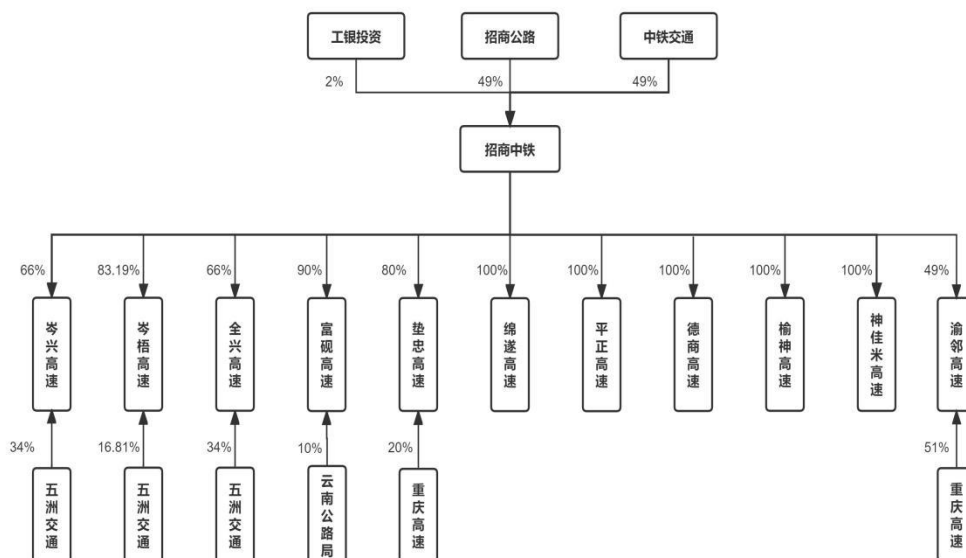 工银投资
招商公路
中铁交通
2%
49%
49%
招商中铁
66%
83.19%
66%
90%
80%
100%
100%
100%
100%
100%
49%
岑兴高速
岑梧高速
全兴高速
富砚高速
垫忠高速
绵遂高速
平正高速
德商高速
榆神高速
神佳米高速
渝邻高速
34%
16.81%
34%
10%
20%
51%
五洲交通
五洲交通
五洲交通
云南公路局
重庆高速
重庆高速